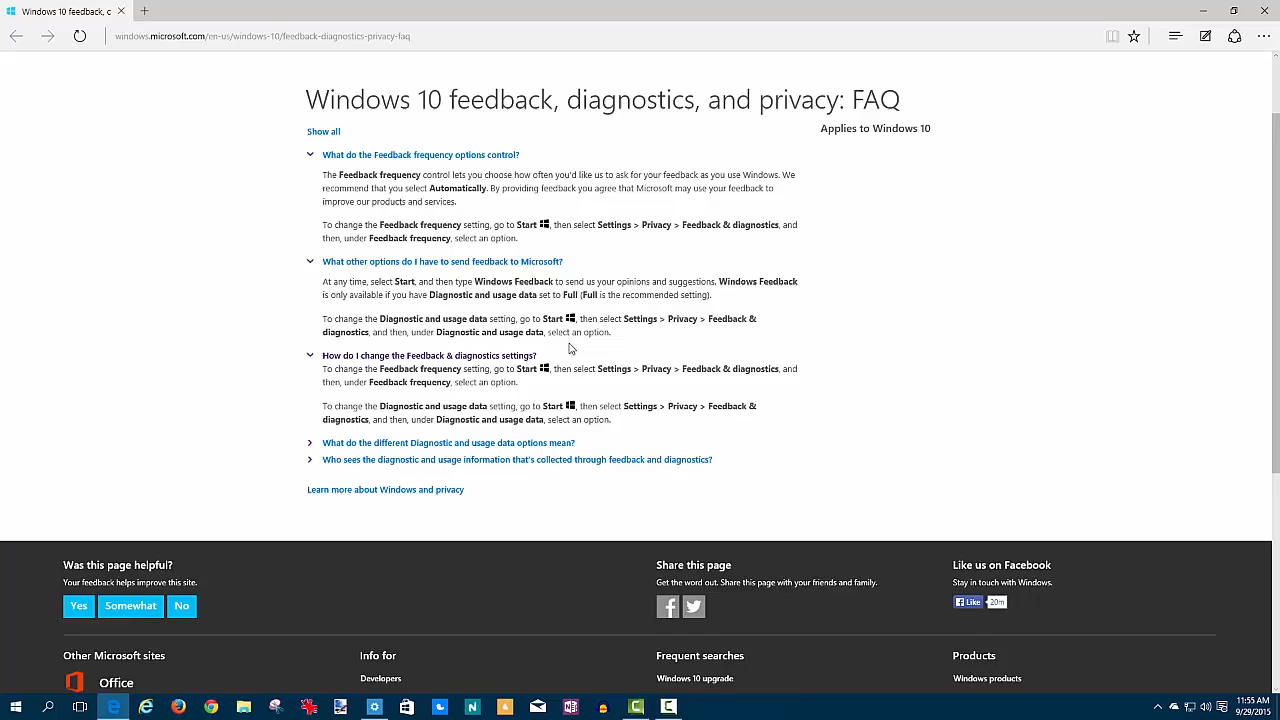 Windows 10 feedback, c
windows.microsoft.com/en-us/windows-10/feedback-diagnostics-privacy-faq
Windows 10 feedback, diagnostics, and privacy: FAQ
Show all
Applies to Windows 10
What do the Feedback frequency options control?
The Feedback frequency control lets you choose how often you'd like us to ask for your feedback as you use Windows. We
recommend that you select Automatically. By providing feedback you agree that Microsoft may use your feedback to
improve our products and services.
To change the Feedback frequency setting, go to Start , then select Settings > Privacy > Feedback & diagnostics, and
then, under Feedback frequency, select an option.
What other options do I have to send feedback to Microsoft?
At any time, select Start, and then type Windows Feedback to send us your opinions and suggestions. Windows Feedback
is only available if you have Diagnostic and usage data set to Full (Full is the recommended setting).
To change the Diagnostic and usage data setting, go to Start , then select Settings > Privacy > Feedback &
diagnostics, and then, under Diagnostic and usage data, select an option.
How do I change the Feedback & diagnostics settings?
To change the Feedback frequency setting, go to Start , then select Settings > Privacy > Feedback & diagnostics, and
then, under Feedback frequency, select an option.
To change the Diagnostic and usage data setting, go to Start , then select Settings > Privacy > Feedback &
diagnostics, and then, under Diagnostic and usage data, select an option.
What do the different Diagnostic and usage data options mean?
Who sees the diagnostic and usage information that's collected through feedback and diagnostics?
Learn more about Windows and privacy
Was this page helpful?
Your feedback helps improve this site.
Yes Somewhat No
Share this page
Get the word out. Share this page with your friends and family.
Like us on Facebook
Stay in touch with Windows.
Like 20m
Other Microsoft sites
Office
Info for
Developers
Frequent searches
Windows 10 upgrade
Products
Windows products
11:55 AM
9/29/2015